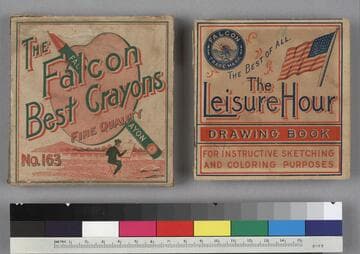 The
Falcon
Best Crayons
FINE QUALITY
No. 163
FALCON
TRADE MARK
THE BEST OF ALL
The
Leisure Hour
DRAWING BOOK
FOR INSTRUCTIVE SKETCHING
AND COLORING PURPOSES